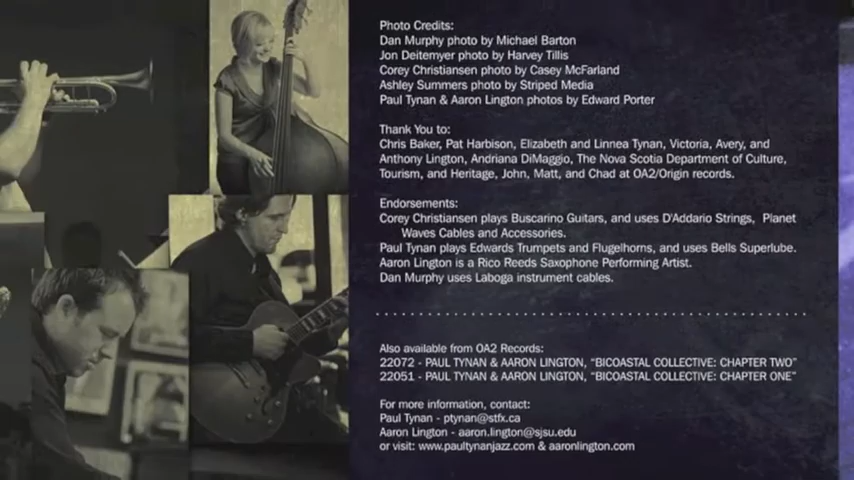 Photo Credits:
Dan Murphy photo by Michael Barton
Jon Deitemyer photo by Harvey Tillis
Corey Christiansen photo by Casey McFarland
Ashley Summers photo by Striped Media
Paul Tynan & Aaron Lington photos by Edward Porter
Thank You to:
Chris Baker, Pat Harbison, Elizabeth and Linnea Tynan, Victoria, Avery, and
Anthony Lington, Andriana DiMaggio, The Nova Scotia Department of Culture,
Tourism, and Heritage, John, Matt, and Chad at OA2/Origin records.
Endorsements:
Corey Christiansen plays Buscarino Guitars, and uses D'Addario Strings, Planet
Waves Cables and Accessories.
Paul Tynan plays Edwards Trumpets and Flugelhorns, and uses Bells Superlube.
Aaron Lington is a Rico Reeds Saxophone Performing Artist.
Dan Murphy uses Laboga instrument cables.
Also available from OA2 Records:
22072 - PAUL TYNAN & AARON LINGTON, “BICOASTAL COLLECTIVE: CHAPTER TWO”
22051 - PAUL TYNAN & AARON LINGTON, “BICOASTAL COLLECTIVE: CHAPTER ONE”
For more information, contact:
Paul Tynan - ptynan@stfx.ca
Aaron Lington - aaron.lington@sjsu.edu
or visit: www.paultynanjazz.com & aaronlington.com